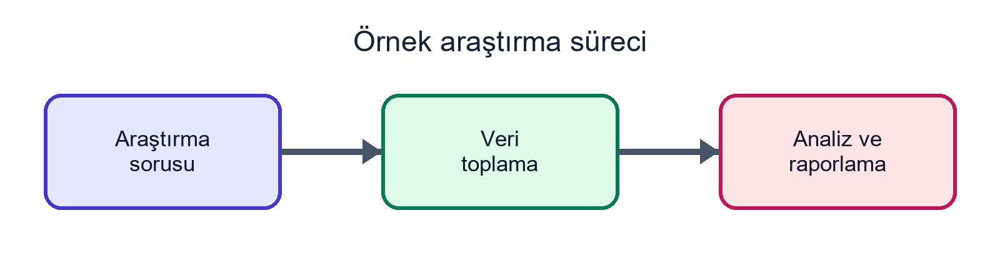 Örnek araştırma süreci
Araştırma
sorusu
Veri
toplama
Analiz ve
raporlama